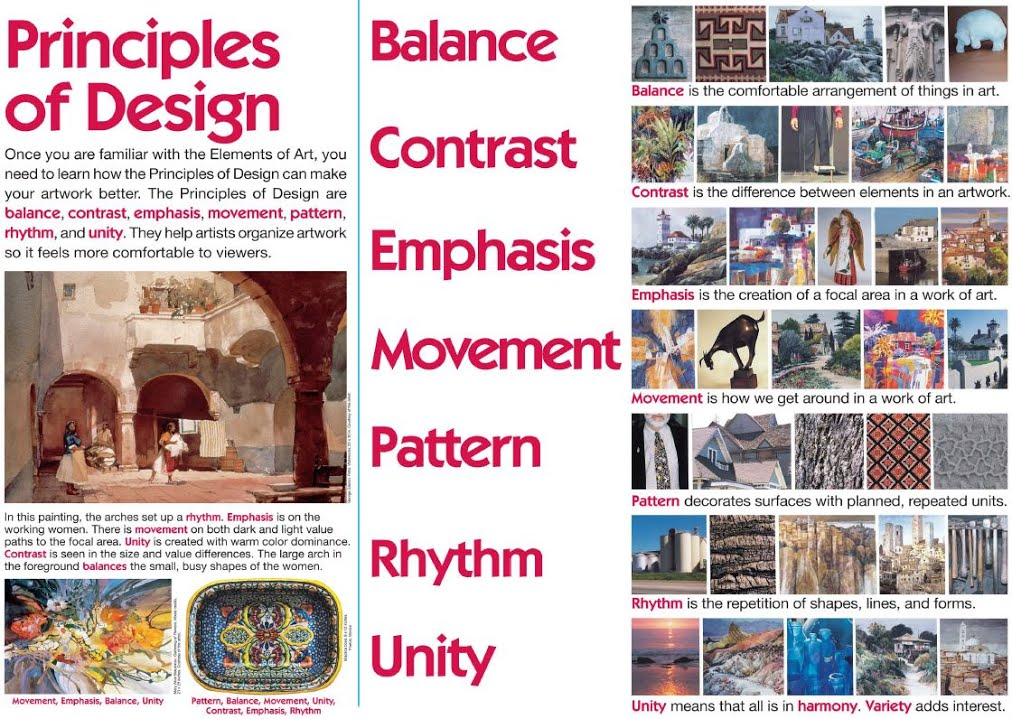 Principles
of Design
Once you are familiar with the Elements of Art, you
need to learn how the Principles of Design can make
your artwork better. The Principles of Design are
balance, contrast, emphasis, movement, pattern,
rhythm, and unity. They help artists organize artwork
so it feels more comfortable to viewers.
In this painting, the arches set up a rhythm. Emphasis is on the
working women. There is movement on both dark and light value
paths to the focal area. Unity is created with warm color dominance.
Contrast is seen in the size and value differences. The large arch in
the foreground balances the small, busy shapes of the women.
Movement, Emphasis, Balance, Unity
Pattern, Balance, Movement, Unity,
Contrast, Emphasis, Rhythm
Balance
Contrast
Emphasis
Movement
Pattern
Rhythm
Unity
Balance is the comfortable arrangement of things in art.
Contrast is the difference between elements in an artwork.
Emphasis is the creation of a focal area in a work of art.
Movement is how we get around in a work of art.
Pattern decorates surfaces with planned, repeated units.
Rhythm is the repetition of shapes, lines, and forms.
Unity means that all is in harmony. Variety adds interest.